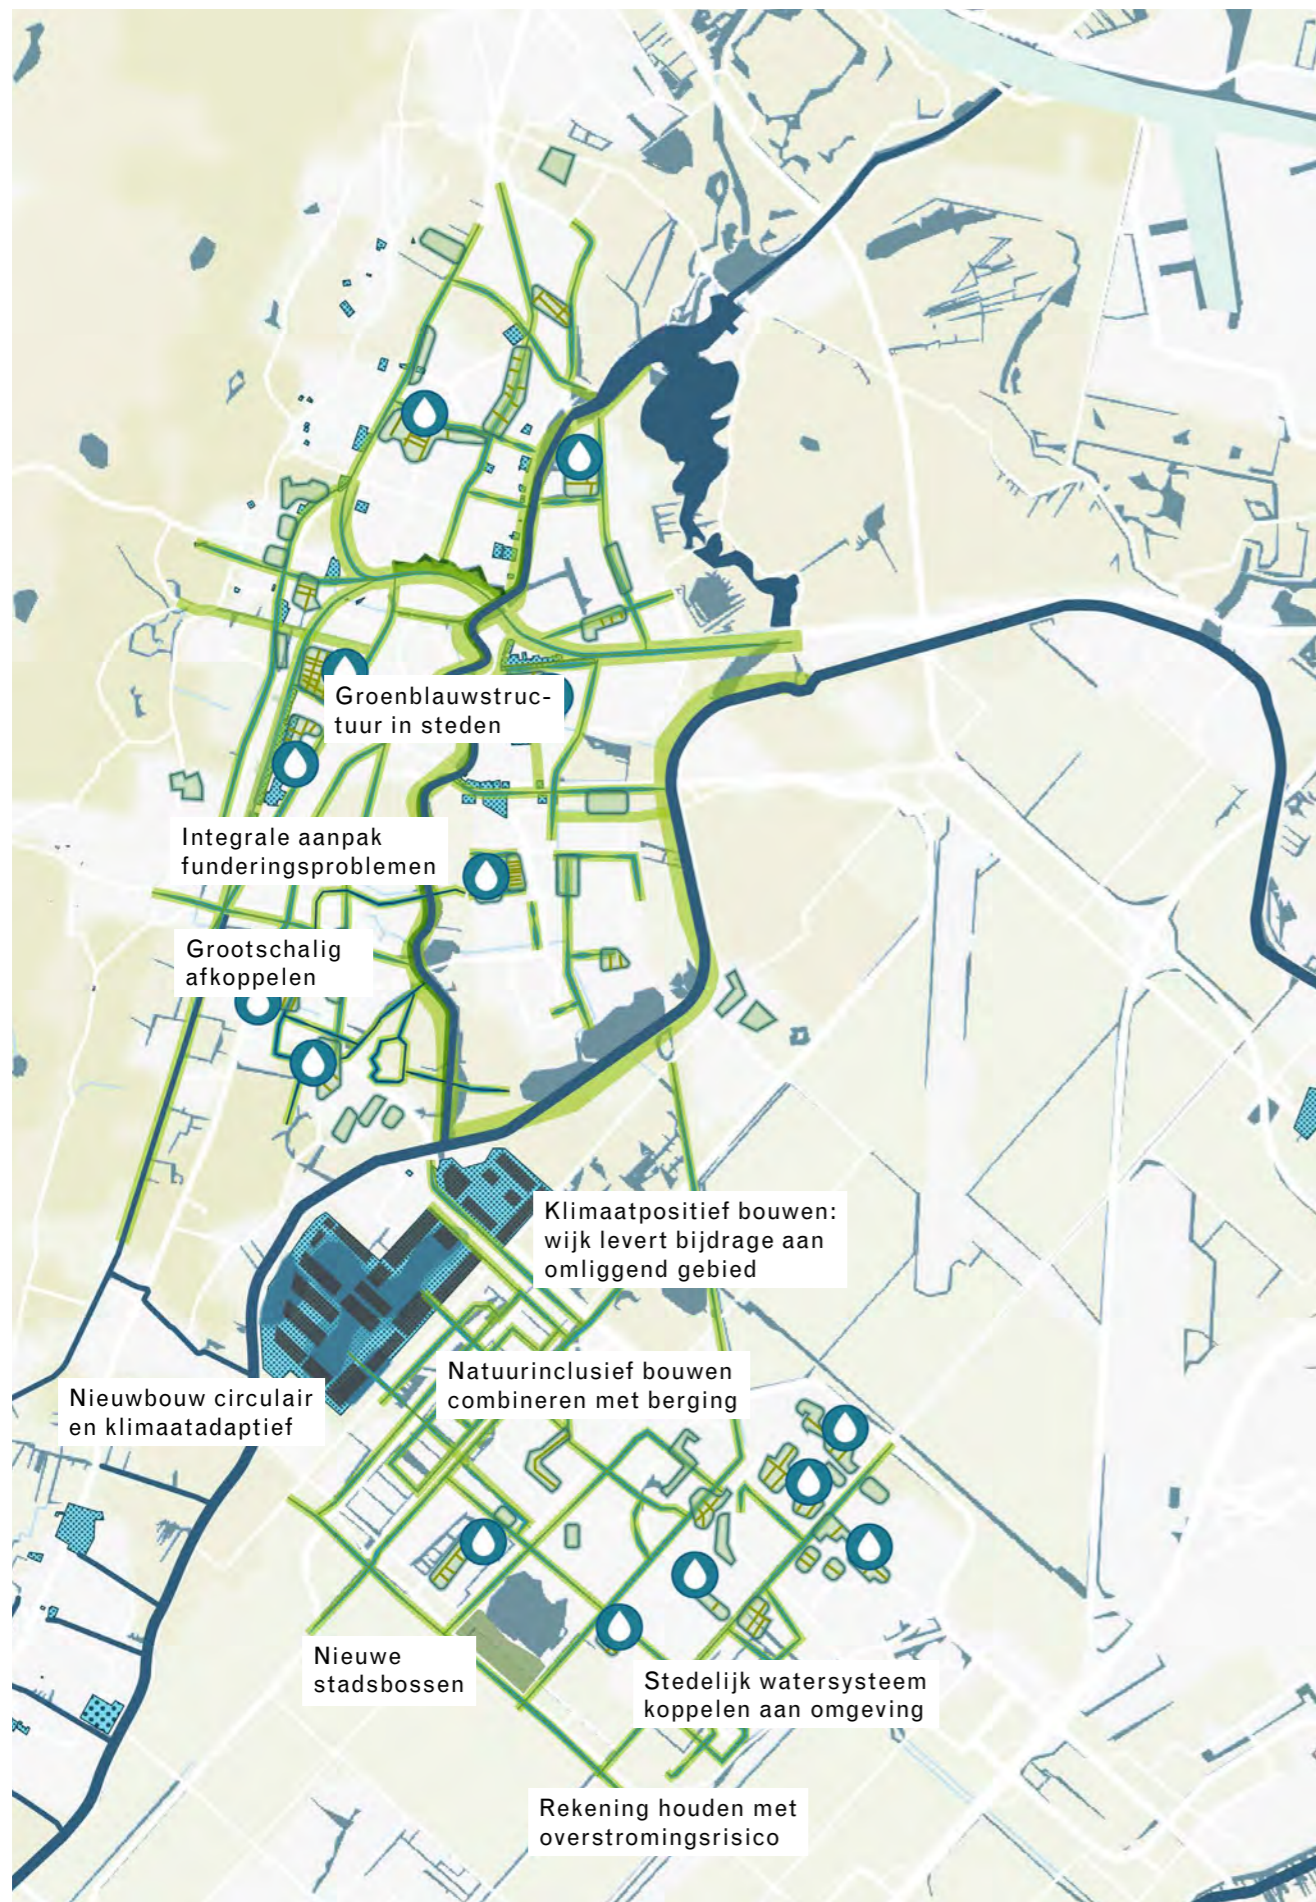 Groenblauwstruc-
tuur in steden
Integrale aanpak
funderingsproblemen
Grootschalig
afkoppelen
Klimaatpositief bouwen:
wijk levert bijdrage aan
omliggend gebied
Natuurinclusief bouwen
combineren met berging
Nieuwbouw circulair
en klimaatadaptief
Nieuwe
stadsbossen
Stedelijk watersysteem
koppelen aan omgeving
Rekening houden met
overstromingsrisico